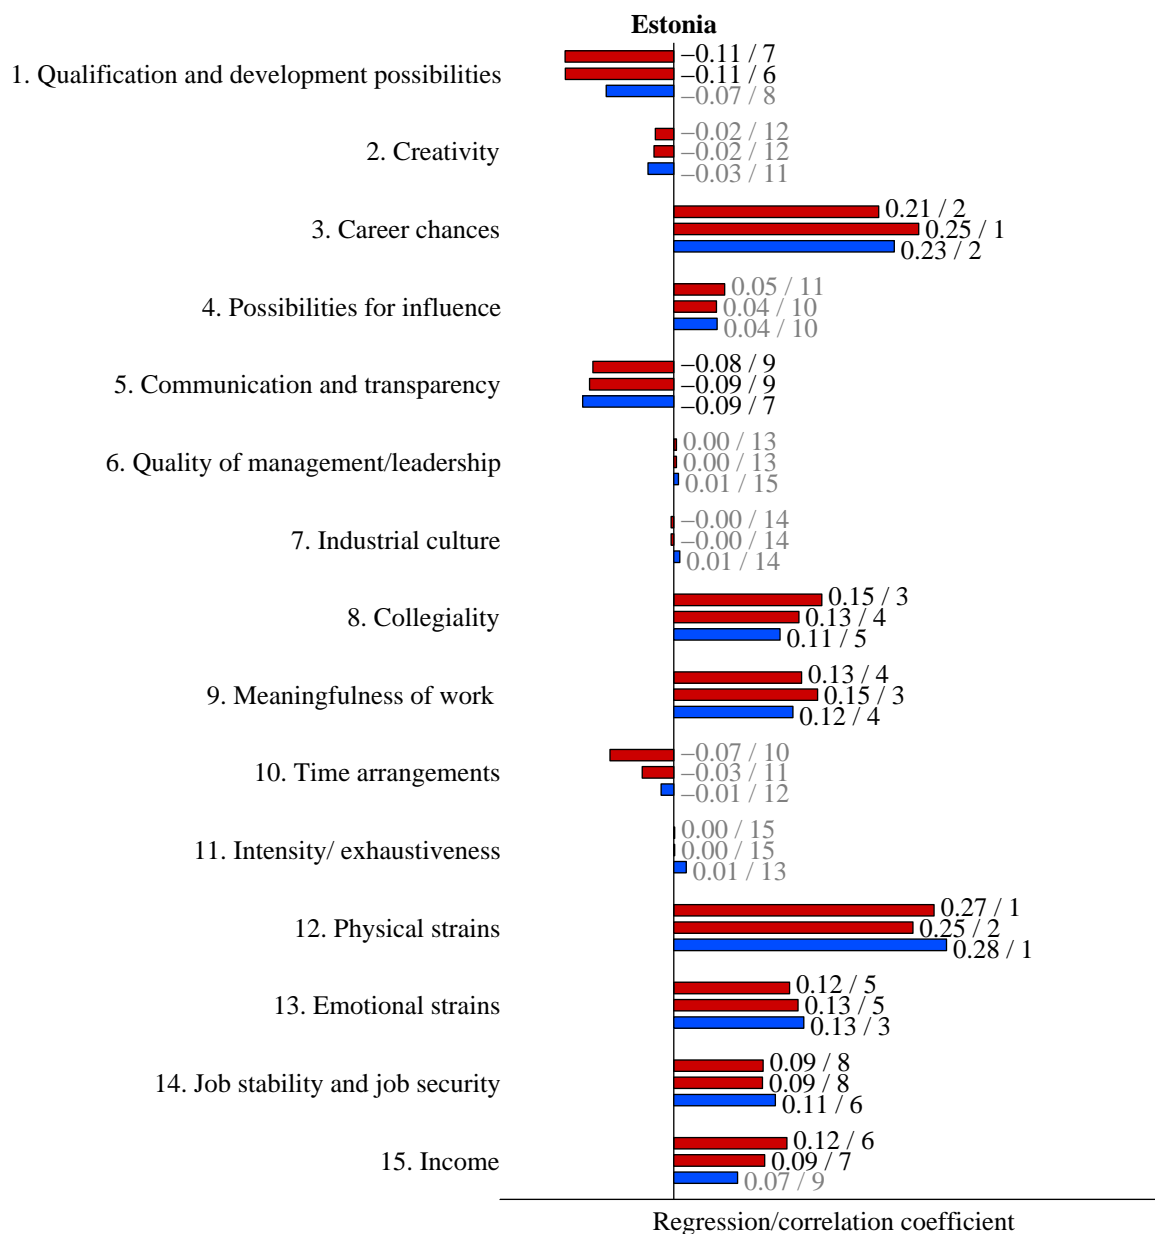 Estonia
1. Qualification and development possibilities
–0.11 / 7
–0.11 / 6
–0.07 / 8
2. Creativity
–0.02 / 12
–0.02 / 12
–0.03 / 11
3. Career chances
0.21 / 2
0.25 / 1
0.23 / 2
4. Possibilities for influence
0.05 / 11
0.04 / 10
0.04 / 10
5. Communication and transparency
–0.08 / 9
–0.09 / 9
–0.09 / 7
6. Quality of management/leadership
0.00 / 13
0.00 / 13
0.01 / 15
7. Industrial culture
–0.00 / 14
–0.00 / 14
0.01 / 14
8. Collegiality
0.15 / 3
0.13 / 4
0.11 / 5
9. Meaningfulness of work
0.13 / 4
0.15 / 3
0.12 / 4
10. Time arrangements
–0.07 / 10
–0.03 / 11
–0.01 / 12
11. Intensity/ exhaustiveness
0.00 / 15
0.00 / 15
0.01 / 13
12. Physical strains
0.27 / 1
0.25 / 2
0.28 / 1
13. Emotional strains
0.12 / 5
0.13 / 5
0.13 / 3
14. Job stability and job security
0.09 / 8
0.09 / 8
0.11 / 6
15. Income
0.12 / 6
0.09 / 7
0.07 / 9
Regression/correlation coefficient